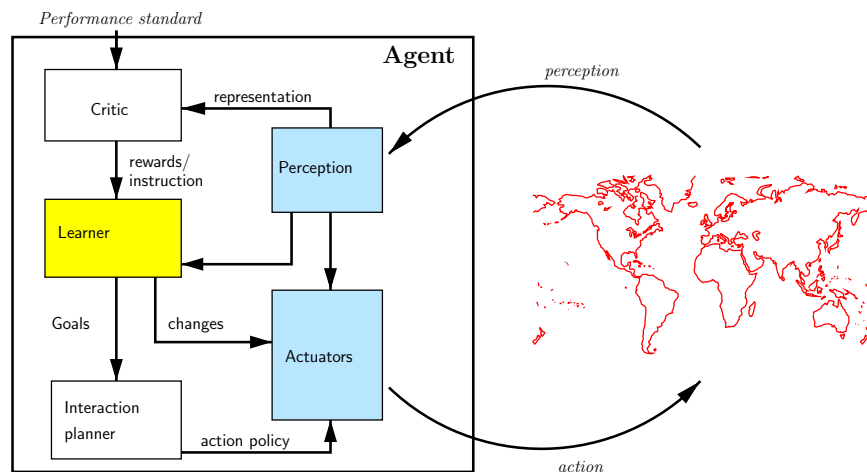 Performance standard
Agent
perception
representation
Critic
Perception
rewards/
instruction
Learner
Goals
changes
Actuators
Interaction
planner
action policy
action